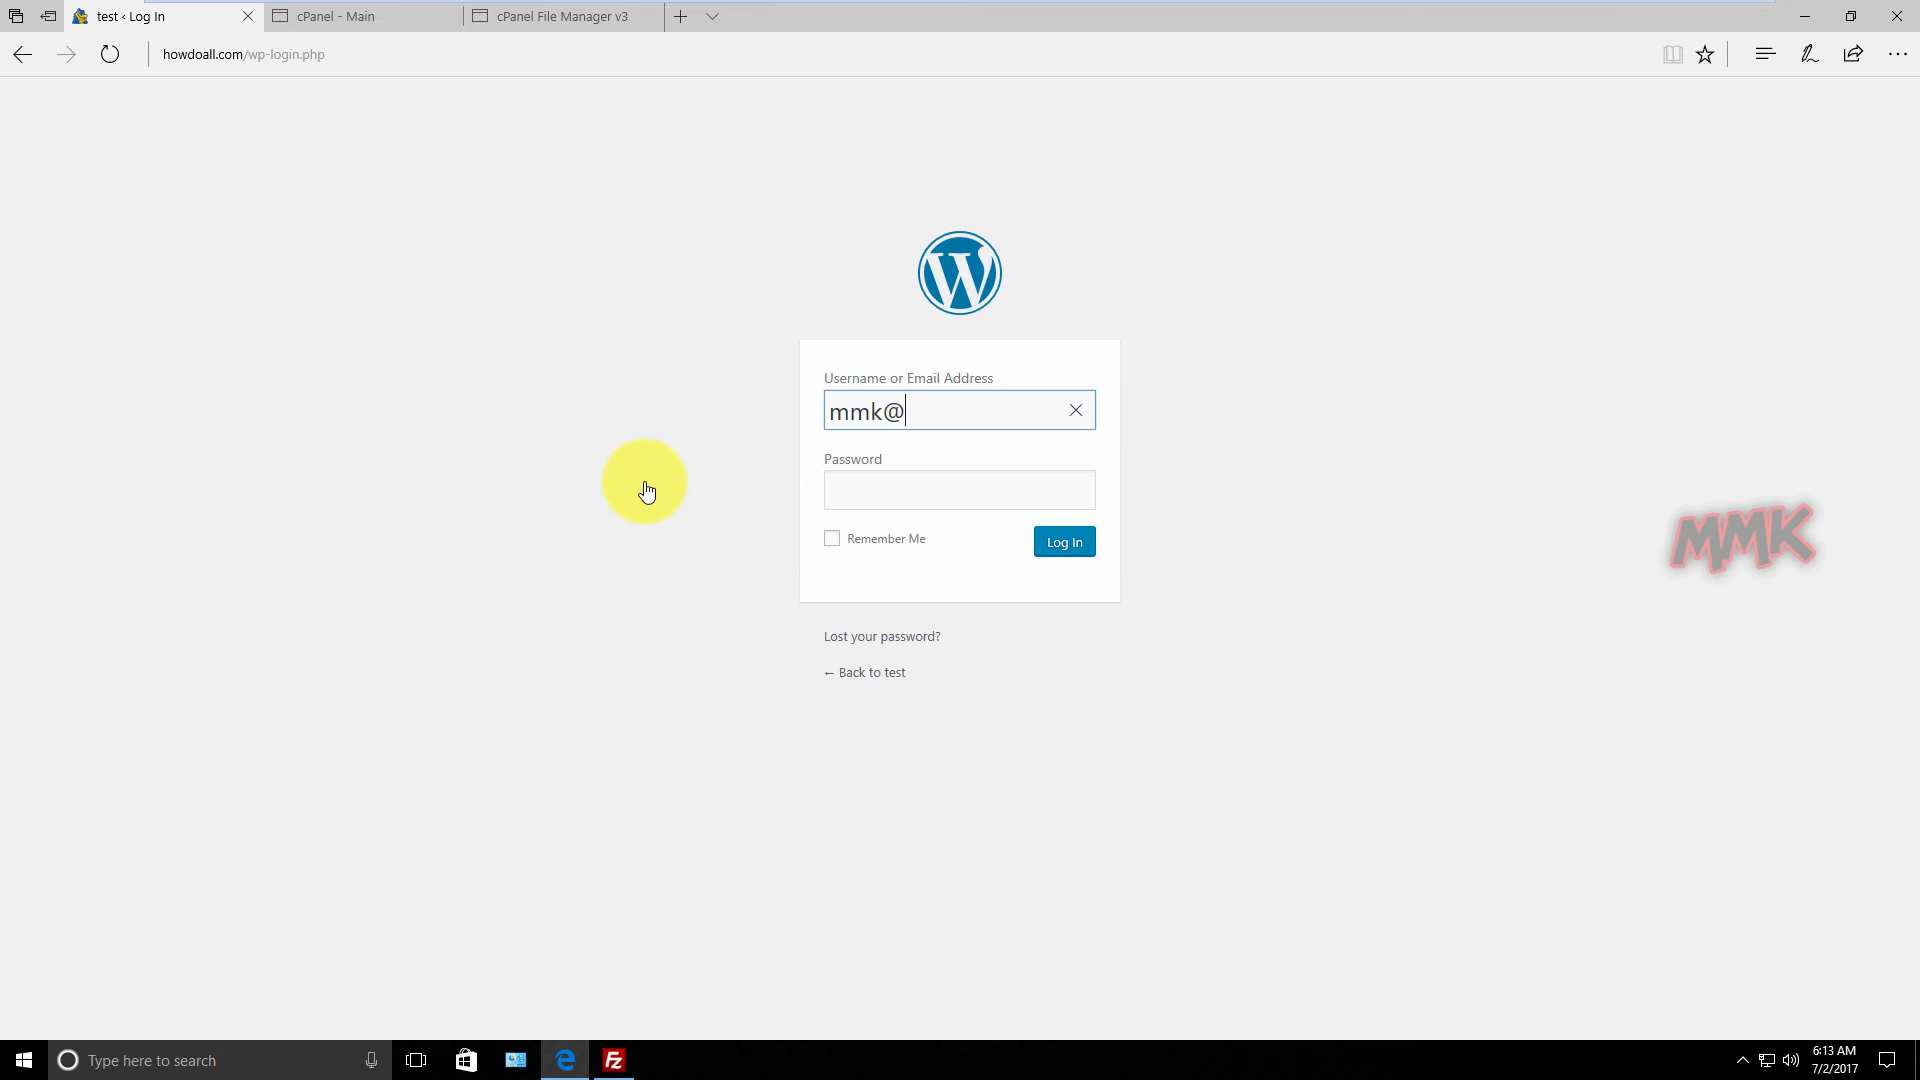 test ‹ Log In
cPanel - Main
cPanel File Manager v3
howdoall.com/wp-login.php
Username or Email Address
mmk@
Password
Remember Me
Log In
MMK
Lost your password?
← Back to test
Type here to search
6:13 AM
7/2/2017